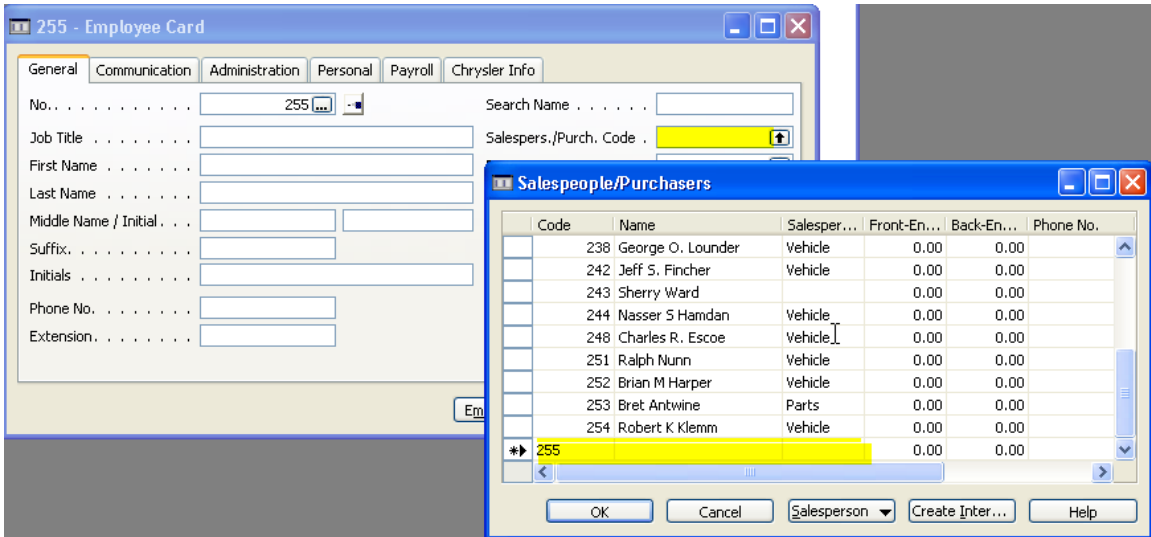 255 - Employee Card
General Communication Administration Personal Payroll Chrysler Info
No. . . . . . . . . . . . . 255 ... Search Name . . . . . .
Job Title . . . . . . . . Salespers./Purch. Code .
First Name . . . . . . .
Last Name . . . . . . .
Middle Name / Initial . . .
Suffix. . . . . . . . . .
Initials . . . . . . . . .
Phone No. . . . . . . . .
Extension. . . . . . . . .
Em
Salespeople/Purchasers
Code Name Salesper... Front-En... Back-En... Phone No.
238 George O. Lounder Vehicle 0.00 0.00
242 Jeff S. Fincher Vehicle 0.00 0.00
243 Sherry Ward 0.00 0.00
244 Nasser S Hamdan Vehicle 0.00 0.00
248 Charles R. Escoe Vehicle 0.00 0.00
251 Ralph Nunn Vehicle 0.00 0.00
252 Brian M Harper Vehicle 0.00 0.00
253 Bret Antwine Parts 0.00 0.00
254 Robert K Klemm Vehicle 0.00 0.00
255 0.00 0.00
OK Cancel Salesperson Create Inter... Help